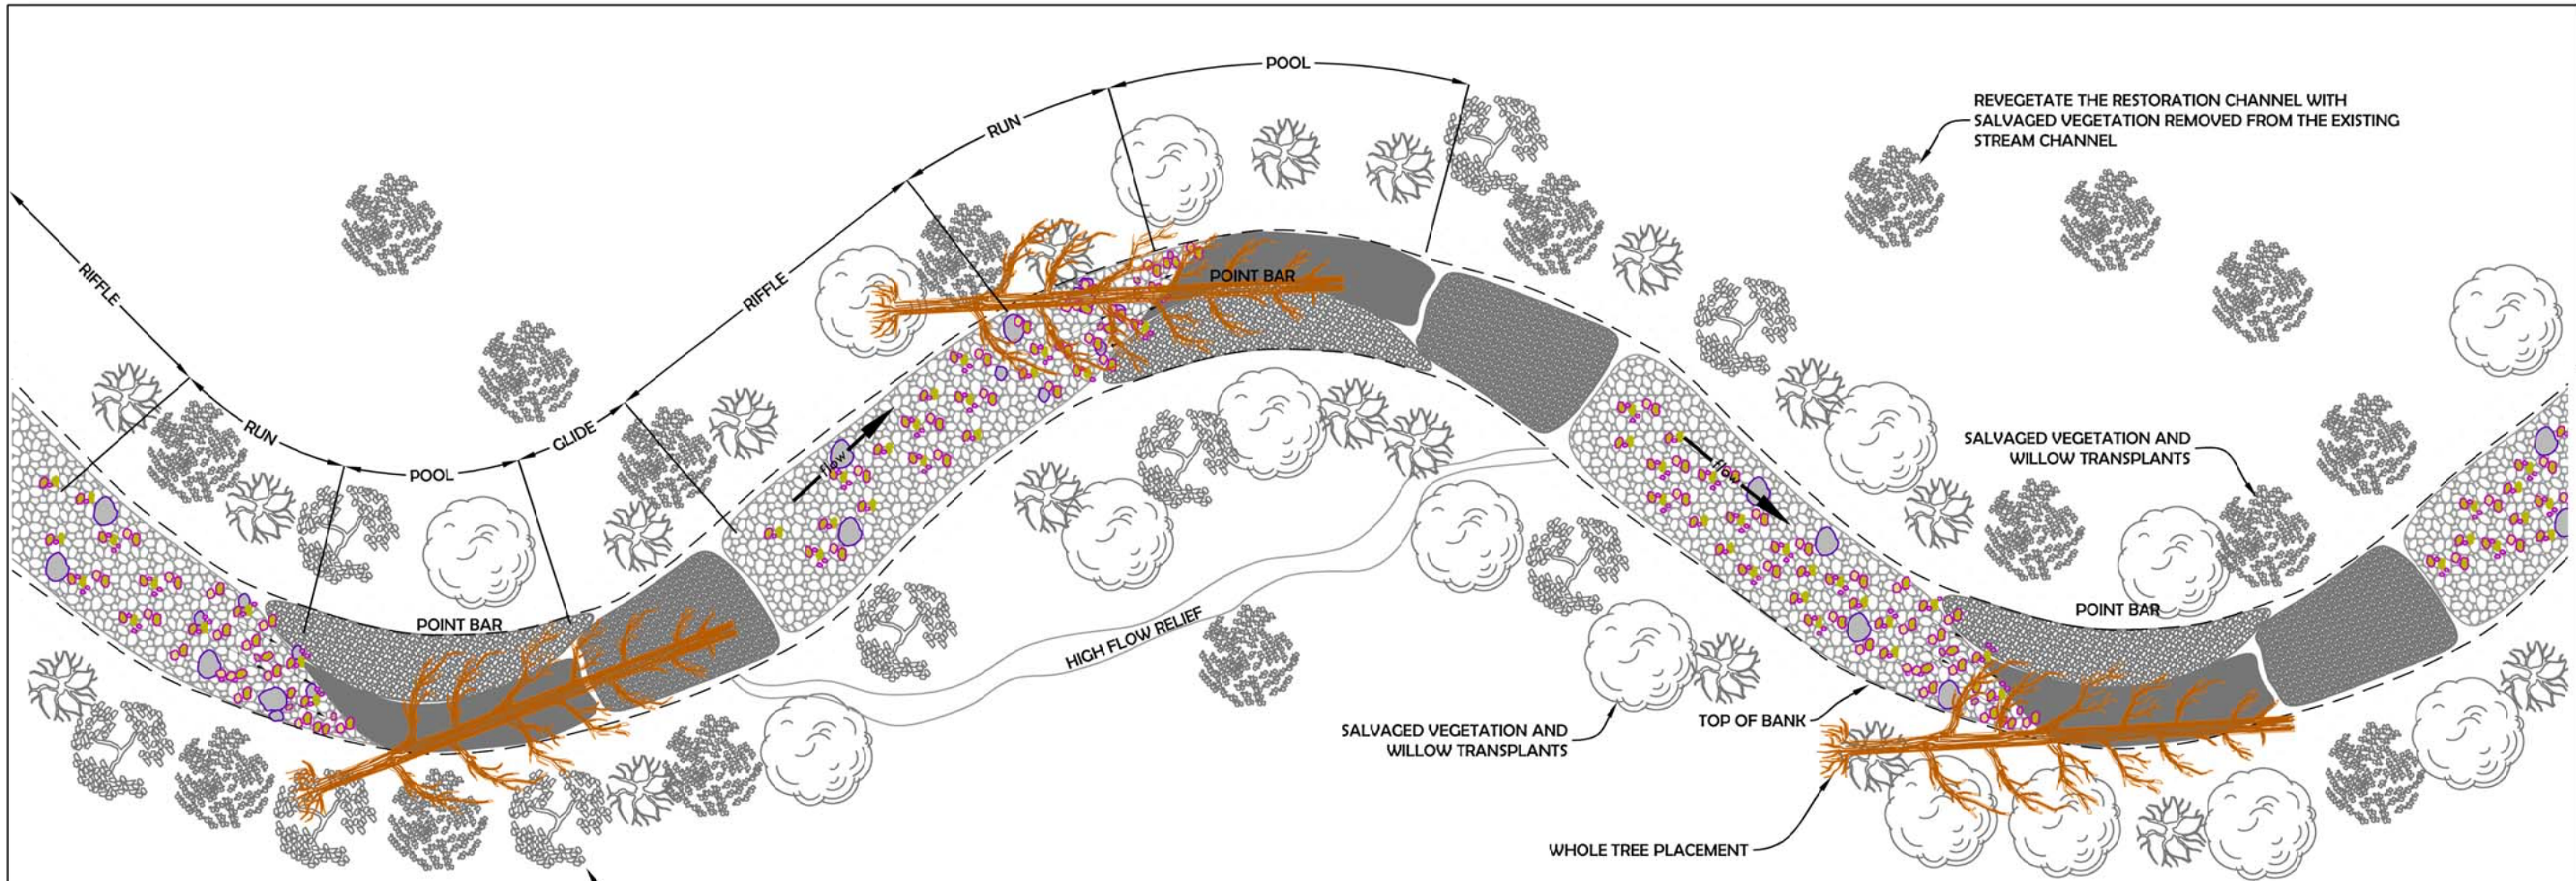 POOL
RUN
REVEGETATE THE RESTORATION CHANNEL WITH
SALVAGED VEGETATION REMOVED FROM THE EXISTING
STREAM CHANNEL
RIFFLE
RIFFLE
POINT BAR
RUN
GLIDE
POOL
flow
flow
SALVAGED VEGETATION AND
WILLOW TRANSPLANTS
POINT BAR
POINT BAR
HIGH FLOW RELIEF
TOP OF BANK
SALVAGED VEGETATION AND
WILLOW TRANSPLANTS
WHOLE TREE PLACEMENT